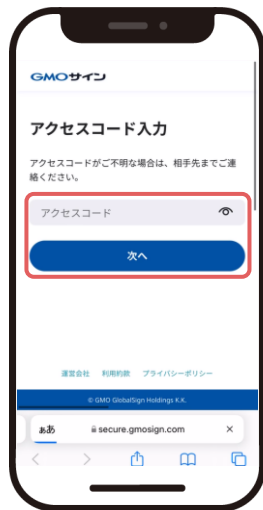 GMOサイン
アクセスコード入力
アクセスコードがご不明な場合は、相手先までご連
絡ください。
アクセスコード
次へ
運営会社 利用約款 プライバシーポリシー
© GMO GlobalSign Holdings K.K.
ぁあ secure.gmosign.com ×